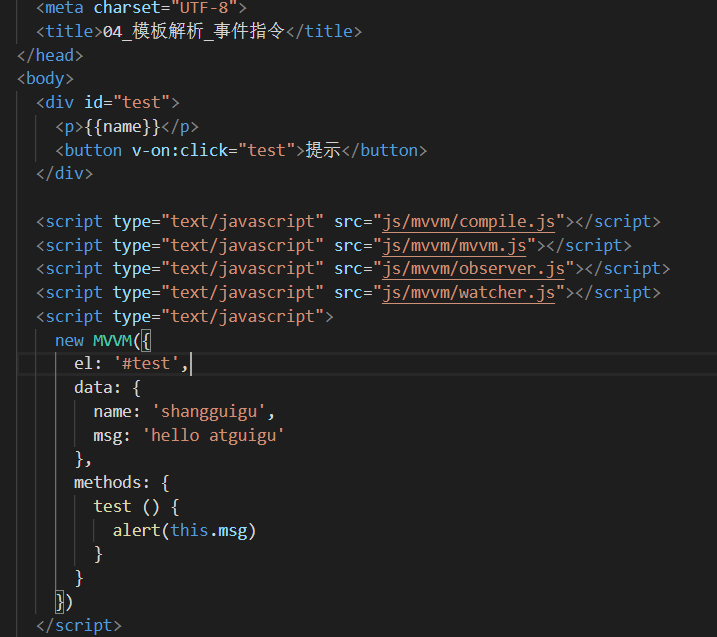 <meta charset="UTF-8">
<title>04_模板解析_事件指令</title>
</head>
<body>
<div id="test">
<p>{{name}}</p>
<button v-on:click="test">提示</button>
</div>
<script type="text/javascript" src="js/mvvm/compile.js"></script>
<script type="text/javascript" src="js/mvvm/mvvm.js"></script>
<script type="text/javascript" src="js/mvvm/observer.js"></script>
<script type="text/javascript" src="js/mvvm/watcher.js"></script>
<script type="text/javascript">
new MVVM({
el: '#test',
data: {
name: 'shangguigu',
msg: 'hello atguigu'
},
methods: {
test () {
alert(this.msg)
}
}
})
</script>